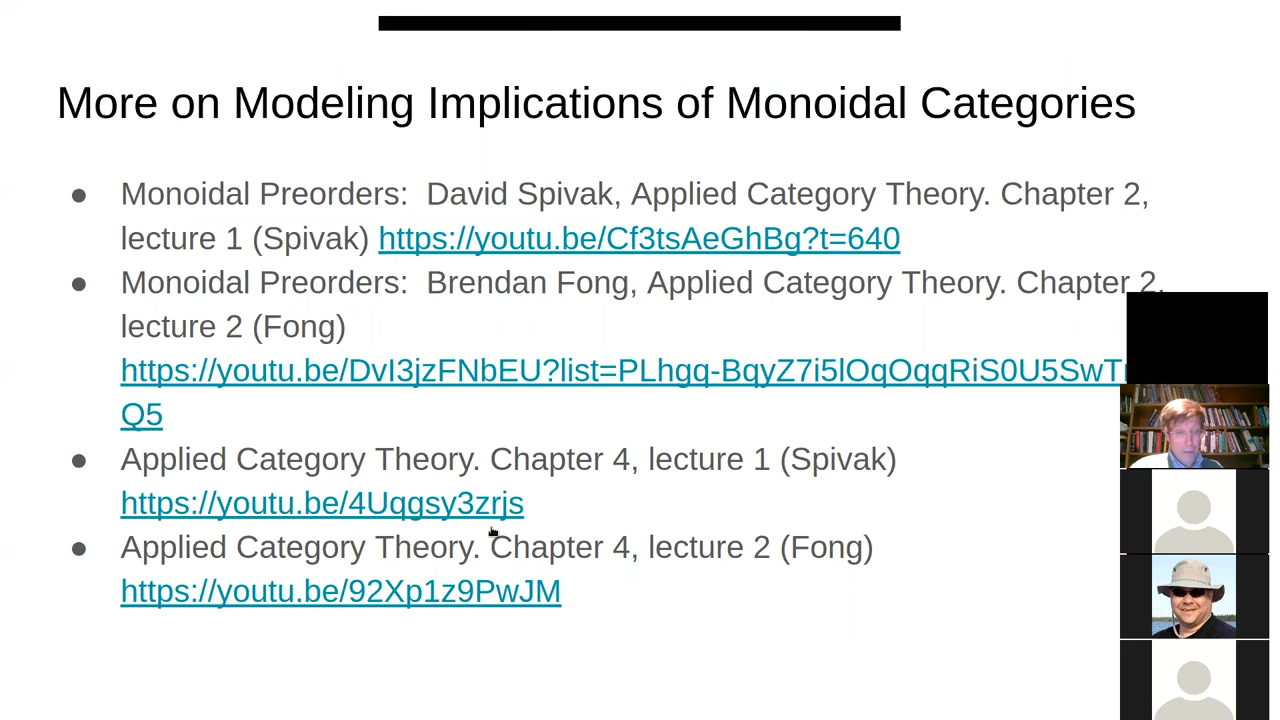 More on Modeling Implications of Monoidal Categories
● Monoidal Preorders: David Spivak, Applied Category Theory. Chapter 2,
lecture 1 (Spivak) https://youtu.be/Cf3tsAeGhBg?t=640
● Monoidal Preorders: Brendan Fong, Applied Category Theory. Chapter 2,
lecture 2 (Fong)
https://youtu.be/DvI3jzFNbEU?list=PLhgq-BqyZ7i5lOqOqqRiS0U5SwT
Q5
● Applied Category Theory. Chapter 4, lecture 1 (Spivak)
https://youtu.be/4Uqgsy3zrjs
● Applied Category Theory. Chapter 4, lecture 2 (Fong)
https://youtu.be/92Xp1z9PwJM